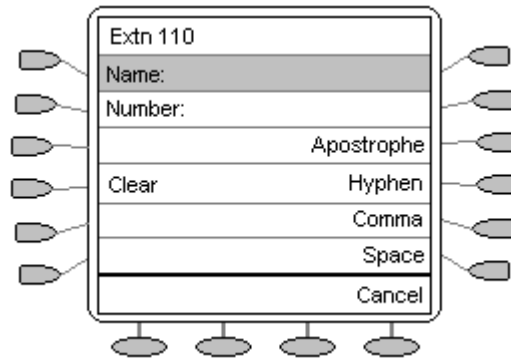 Extn 110
Name:
Number:
Apostrophe
Clear Hyphen
Comma
Space
Cancel